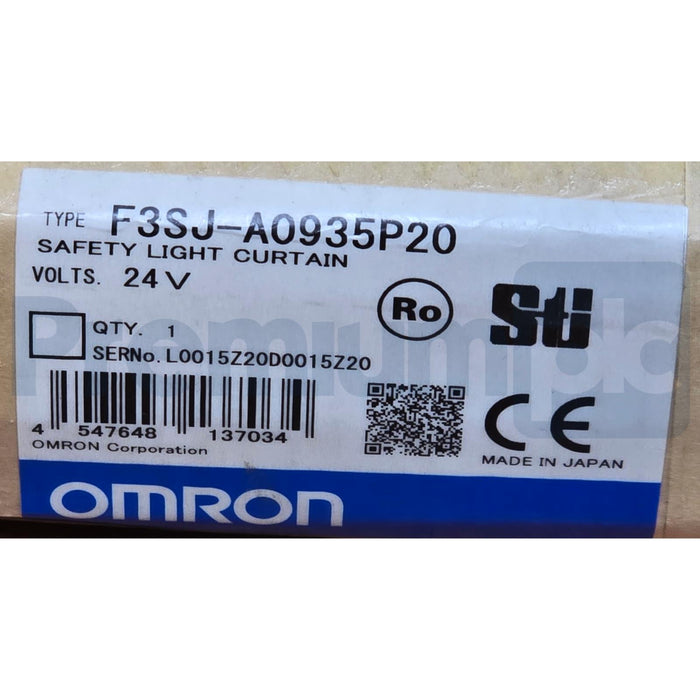 TYPE F3SJ-A0935P20
SAFETY LIGHT CURTAIN
VOLTS. 24V
Ro
Sti
QTY. 1
SERNo. L0015Z20D0015Z20
4 547648 137034
OMRON Corporation
CE
MADE IN JAPAN
OMRON
Premiumplc